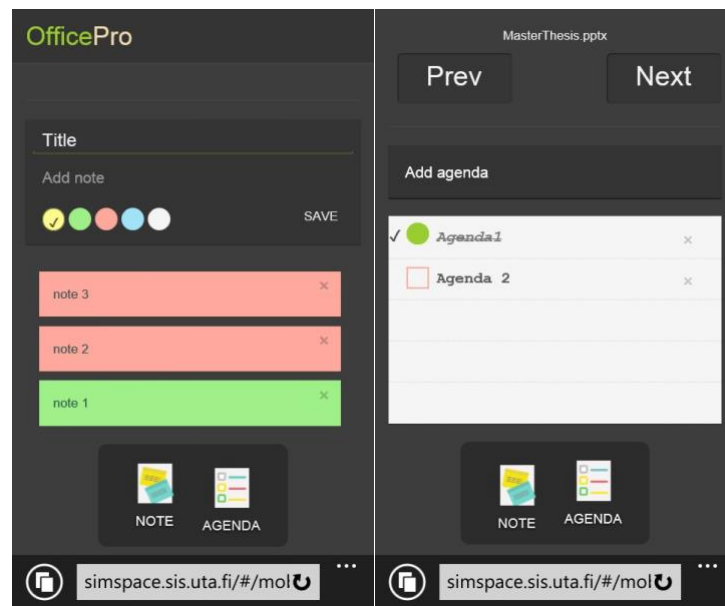 OfficePro
Title
Add note
SAVE
note 3
note 2
note 1
NOTE
AGENDA
simspace.sis.uta.fi/#/mol
MasterThesis.pptx
Prev
Next
Add agenda
Agenda1
Agenda 2
NOTE
AGENDA
simspace.sis.uta.fi/#/mol